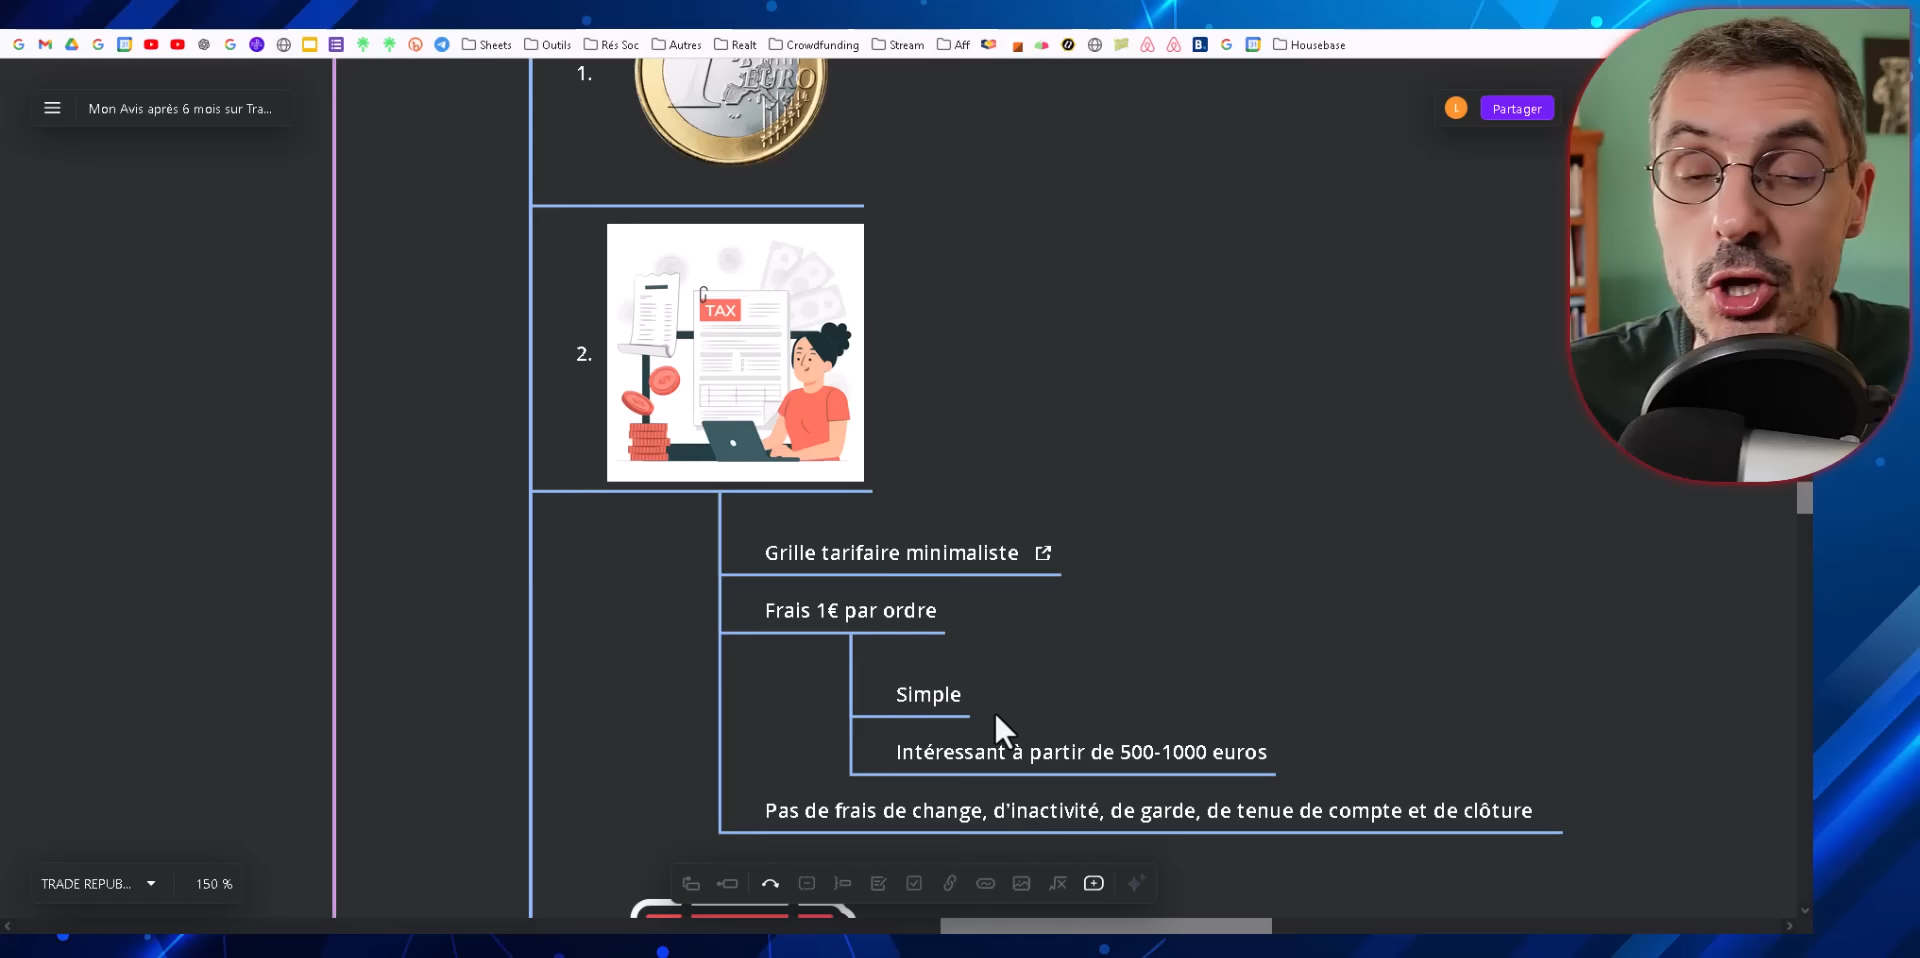 Sheets
Outils
Rés Soc
Autres
Realt
Crowdfunding
Stream
Aff
B.
Housebase
Mon Avis après 6 mois sur Tra...
L
Partager
1.
1
EURO
2.
TAX
Grille tarifaire minimaliste
Frais 1€ par ordre
Simple
Intéressant à partir de 500-1000 euros
Pas de frais de change, d'inactivité, de garde, de tenue de compte et de clôture
TRADE REPUB...
150 %